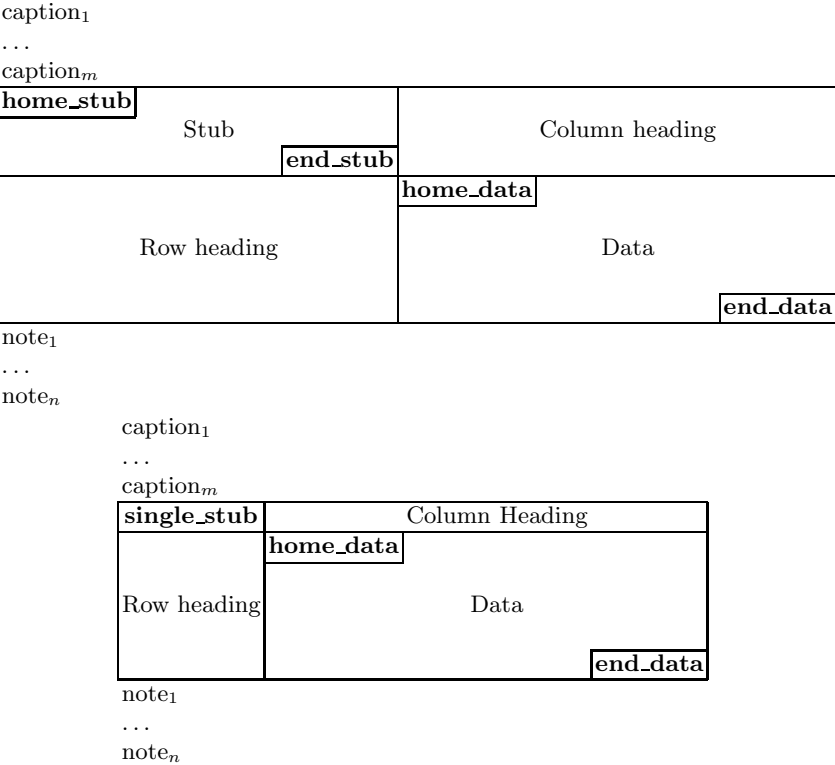 caption₁
...
captionₘ
home_stub
Stub Column heading
end_stub
home_data
Row heading Data
end_data
note₁
...
noteₙ
caption₁
...
captionₘ
single_stub Column Heading
home_data
Row heading Data
end_data
note₁
...
noteₙ